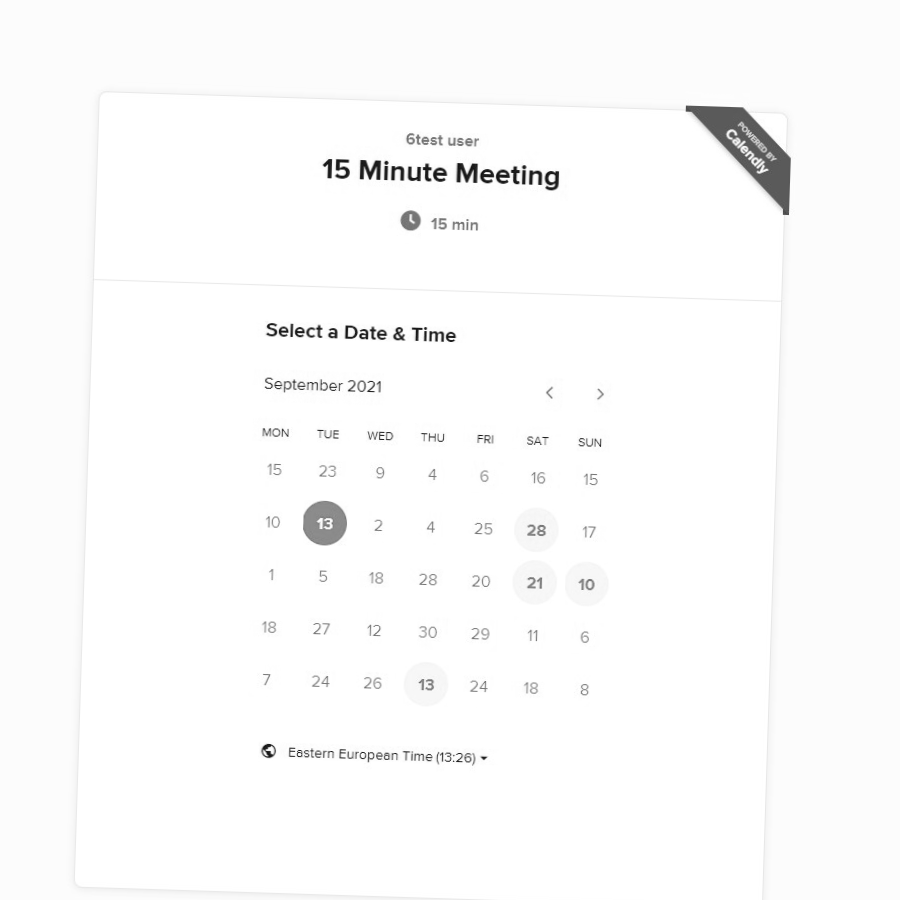 POWERED BY
Calendly
6test user
15 Minute Meeting
15 min
Select a Date & Time
September 2021
MON TUE WED THU FRI SAT SUN
15 23 9 4 6 16 15
10 13 2 4 25 28 17
1 5 18 28 20 21 10
18 27 12 30 29 11 6
7 24 26 13 24 18 8
Eastern European Time (13:26)